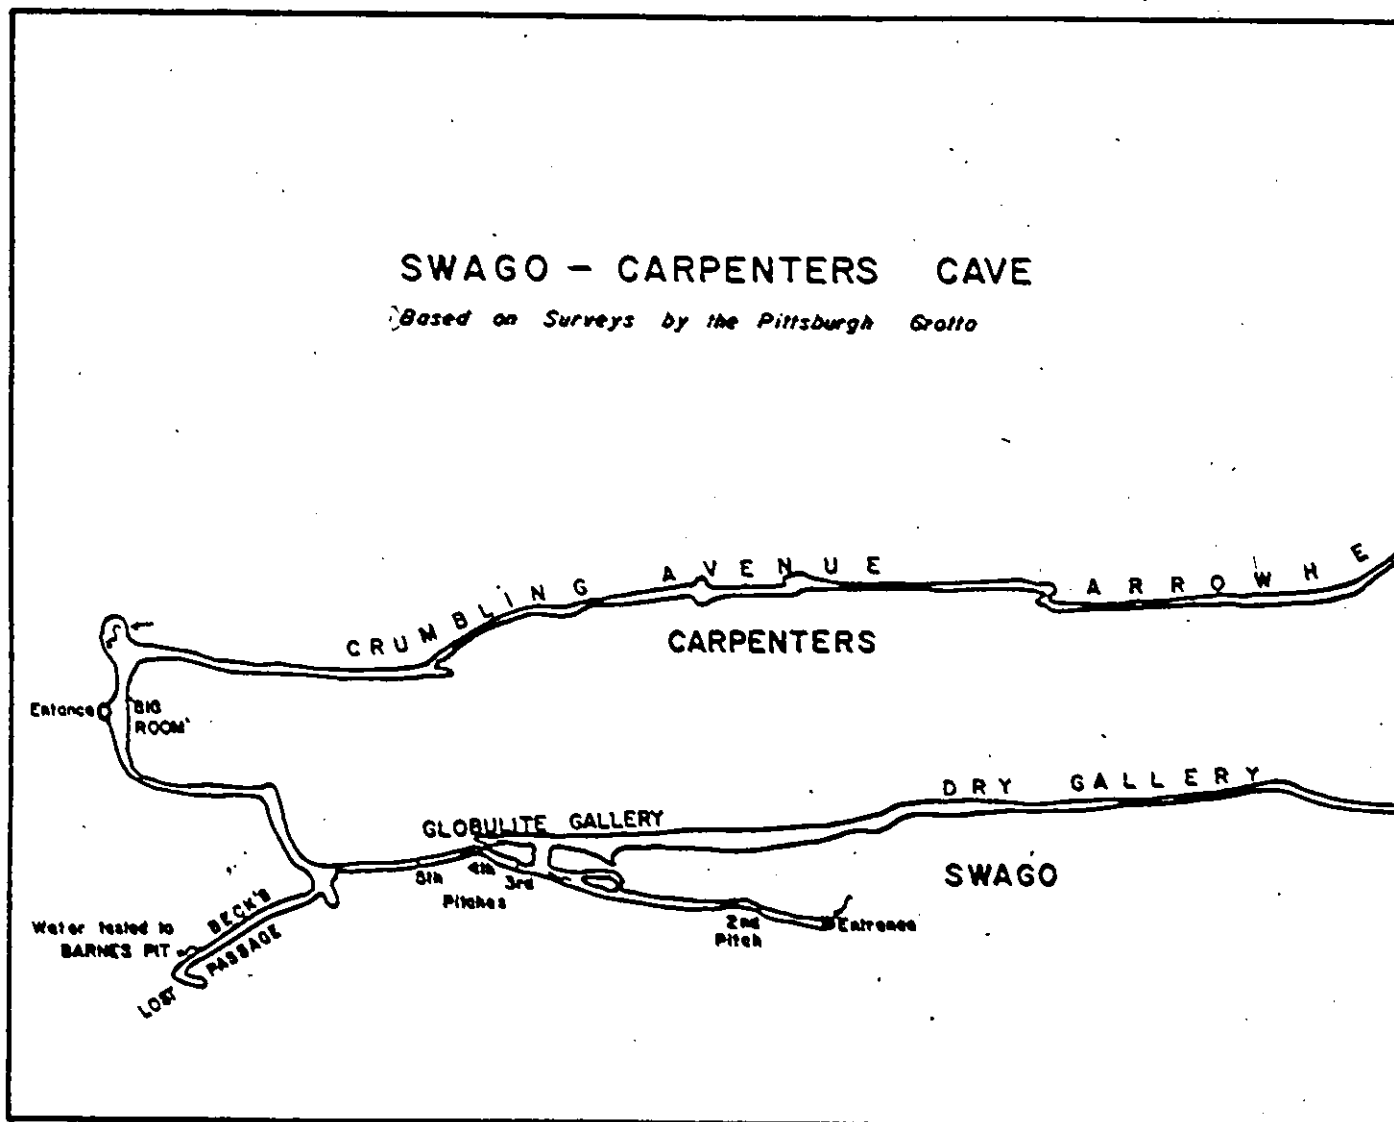 SWAGO – CARPENTERS CAVE
Based on Surveys by the Pittsburgh Grotto
CRUMBLING AVENUE
ARROWHE
CARPENTERS
Entance
BIG
ROOM
DRY GALLERY
GLOBULITE GALLERY
SWAGO
5th
4th
3rd
Pitches
2nd
Pitch
Entrance
Water tested to
BARNES PIT
BECK'S
LOST PASSAGE